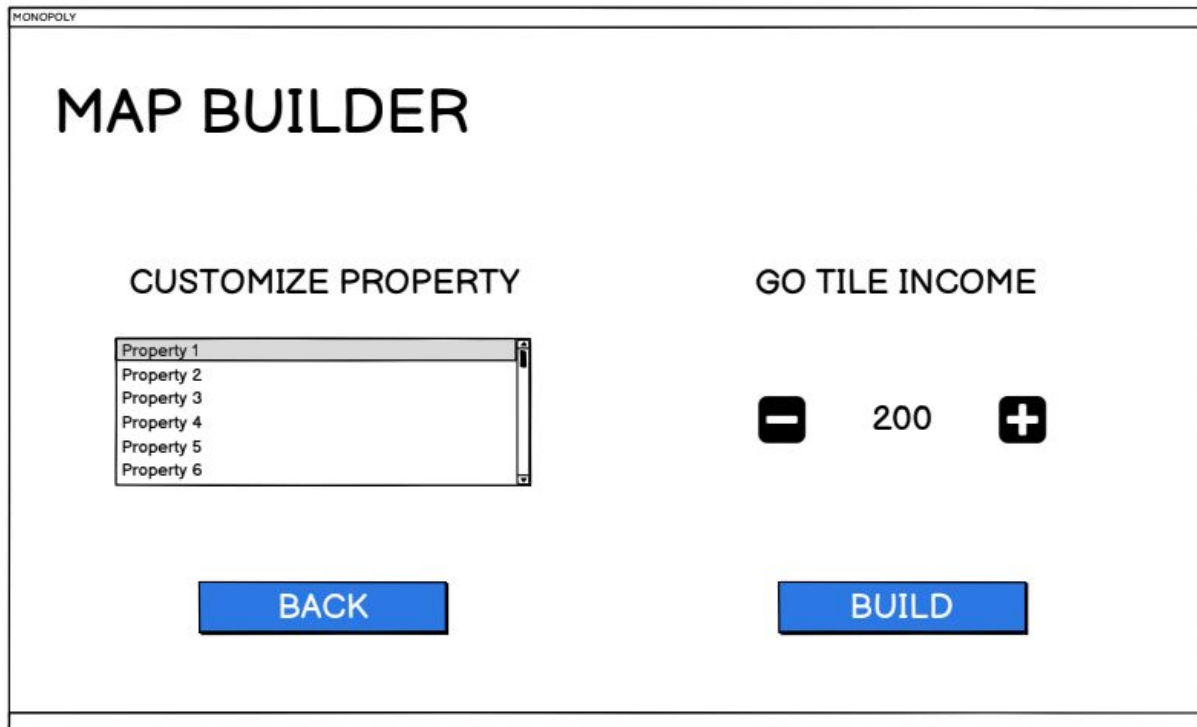 MONOPOLY
MAP BUILDER
CUSTOMIZE PROPERTY
Property 1
Property 2
Property 3
Property 4
Property 5
Property 6
GO TILE INCOME
200
BACK
BUILD